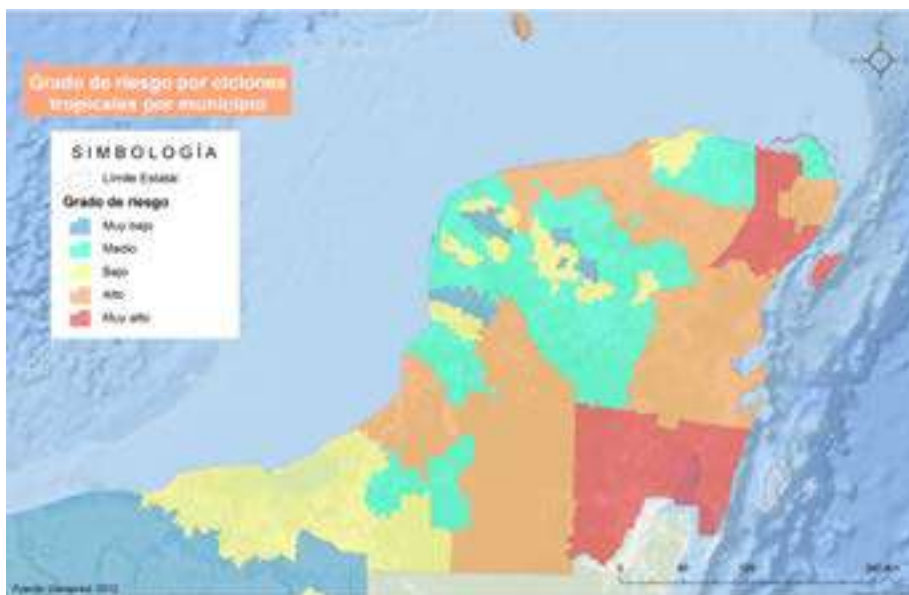 Grado de riesgo por ciclones
tropicales por municipio
SIMBOLOGÍA
Límite Estatal
Grado de riesgo
Muy bajo
Medio
Bajo
Alto
Muy alto
0